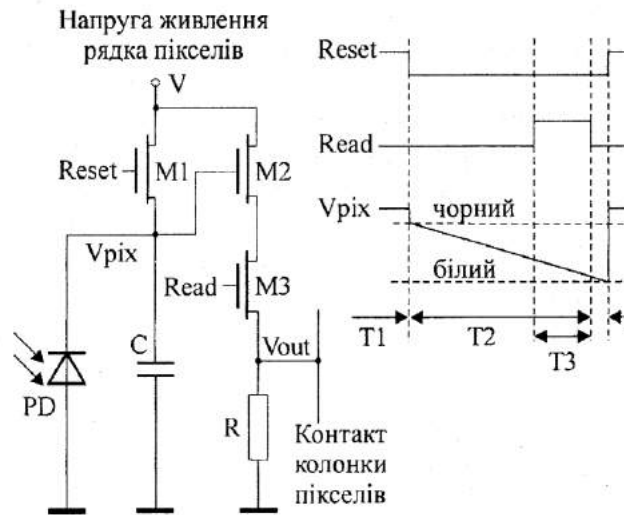 Напруга живлення
рядка пікселів
V
Reset
M1
M2
Vpix
Read
M3
C
Vout
PD
R
Контакт
колонки
пікселів
Reset
Read
Vpix
чорний
білий
T1
T2
T3